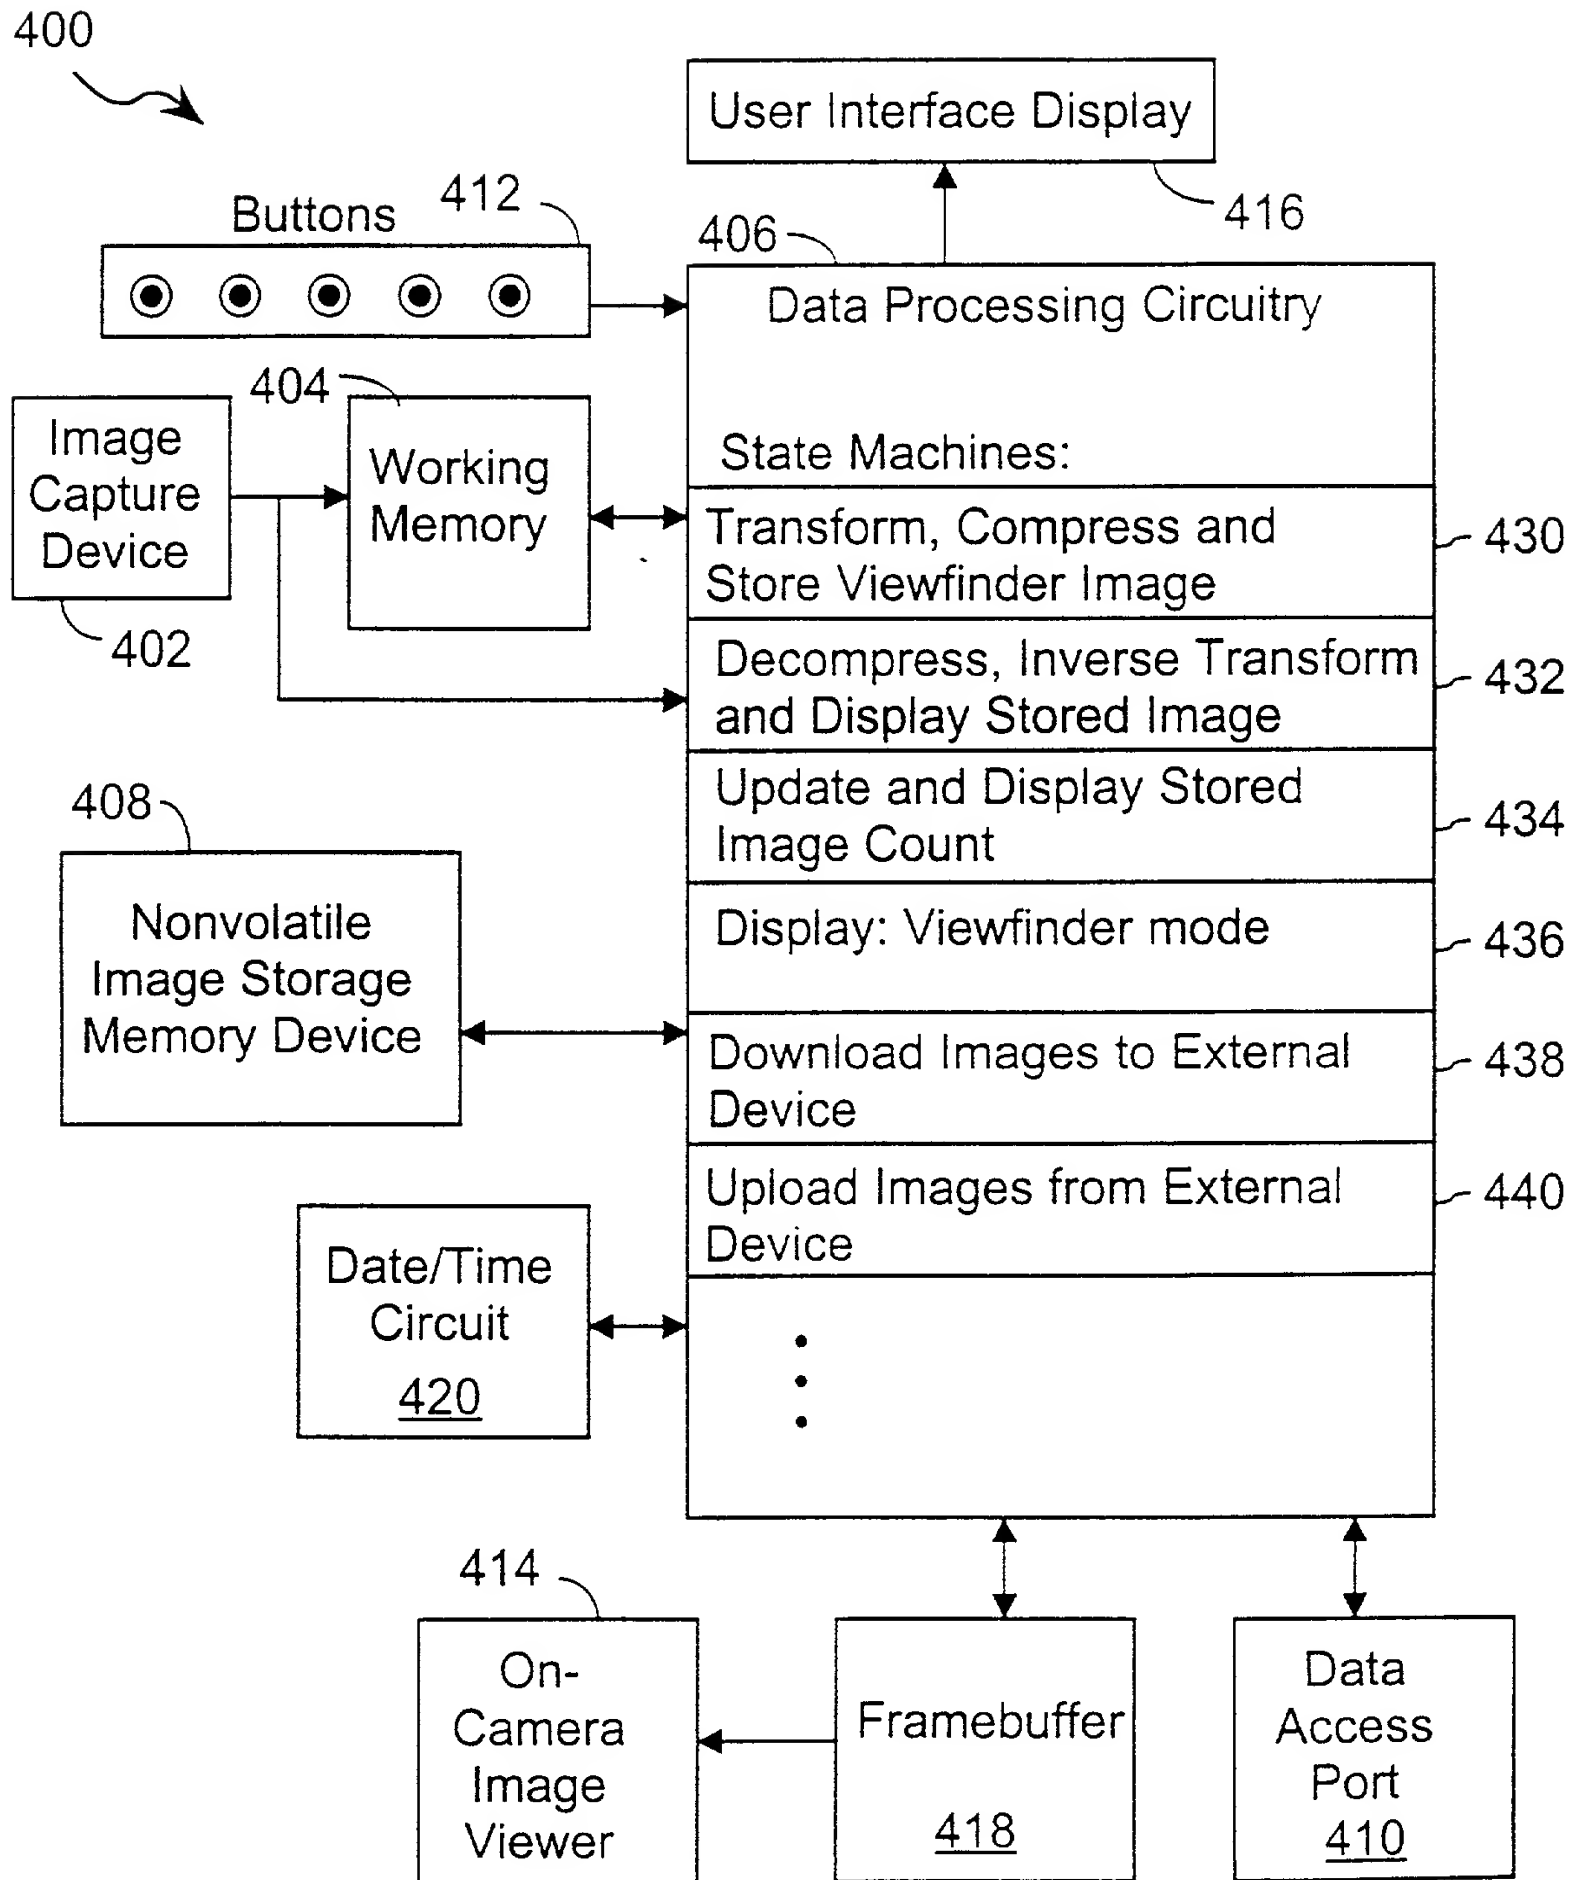 400
User Interface Display
416
Buttons
412
406
Data Processing Circuitry
State Machines:
404
Image
Capture
Device
402
Working
Memory
Transform, Compress and
Store Viewfinder Image
430
Decompress, Inverse Transform
and Display Stored Image
432
Update and Display Stored
Image Count
434
408
Nonvolatile
Image Storage
Memory Device
Display: Viewfinder mode
436
Download Images to External
Device
438
Upload Images from External
Device
440
Date/Time
Circuit
420
414
On-
Camera
Image
Viewer
Framebuffer
418
Data
Access
Port
410